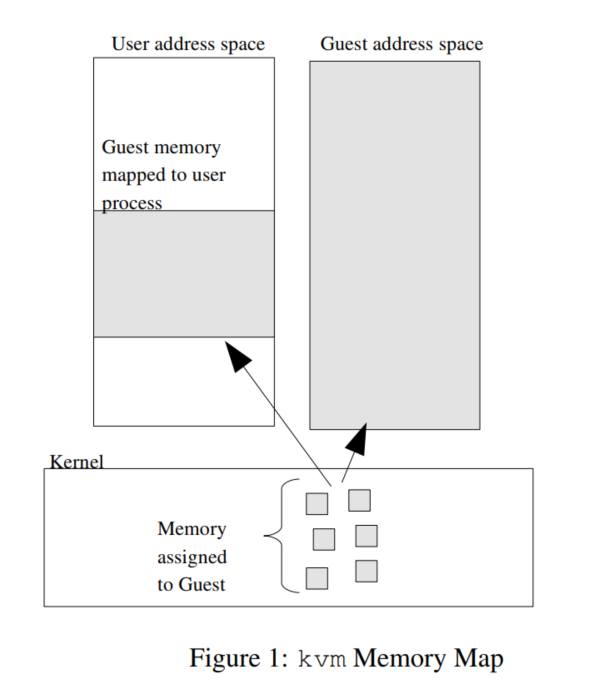 User address space
Guest address space
Guest memory
mapped to user
process
Kernel
Memory
assigned
to Guest
Figure 1: kvm Memory Map